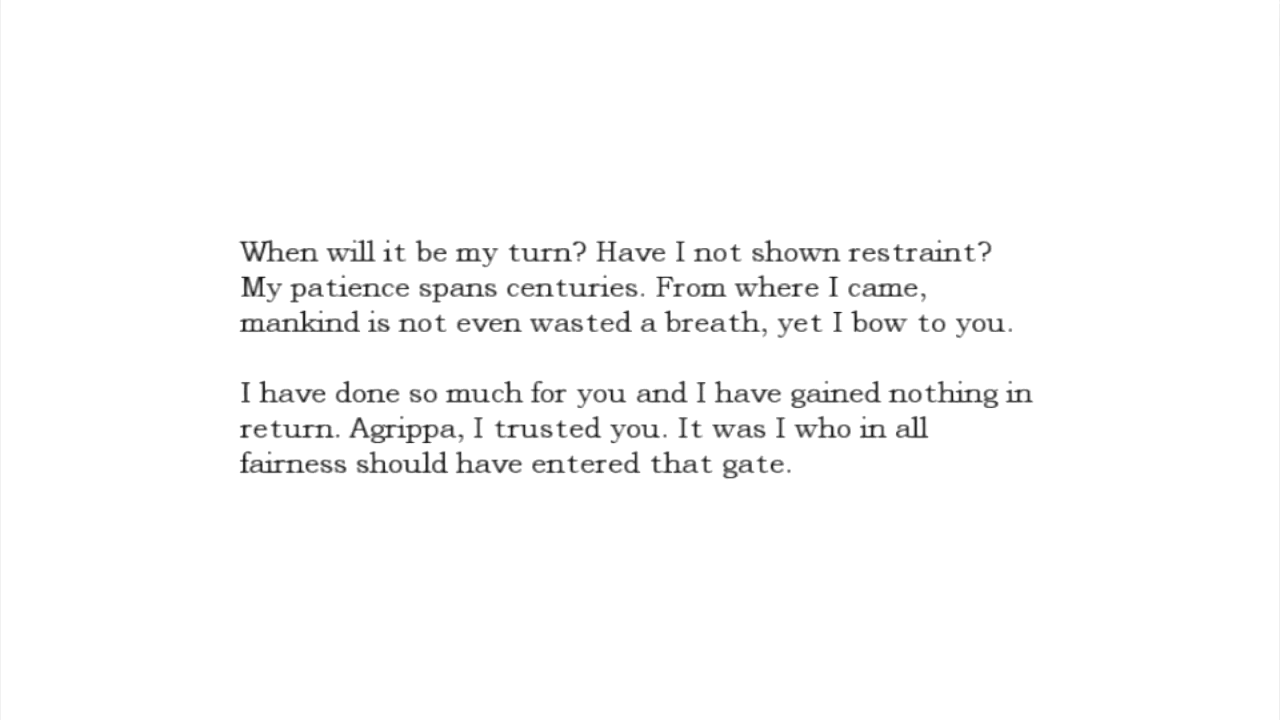 When will it be my turn? Have I not shown restraint?
My patience spans centuries. From where I came,
mankind is not even wasted a breath, yet I bow to you.
I have done so much for you and I have gained nothing in
return. Agrippa, I trusted you. It was I who in all
fairness should have entered that gate.